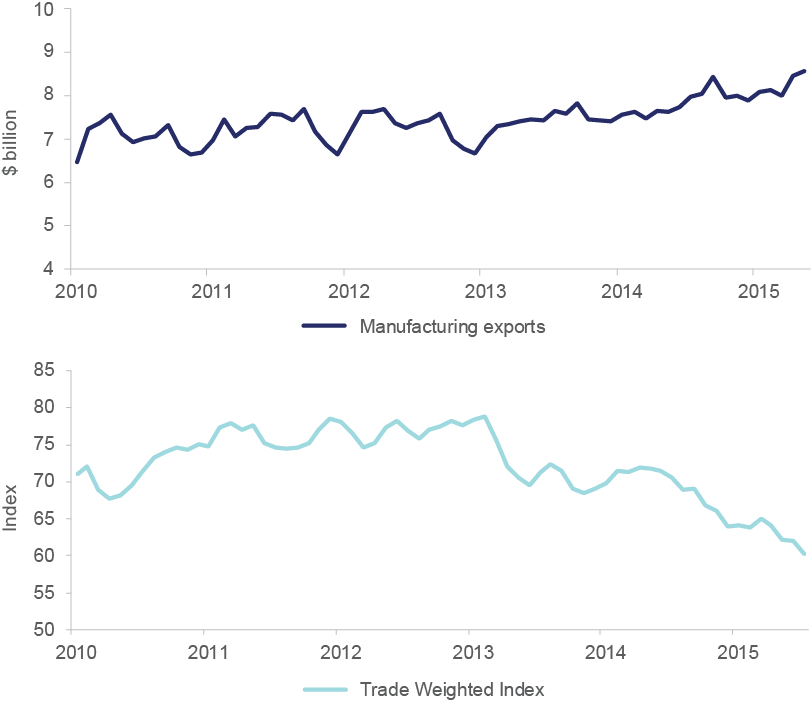 10
9
8
7
6
5
4
$ billion
2010 2011 2012 2013 2014 2015
Manufacturing exports
85
80
75
70
65
60
55
50
Index
2010 2011 2012 2013 2014 2015
Trade Weighted Index